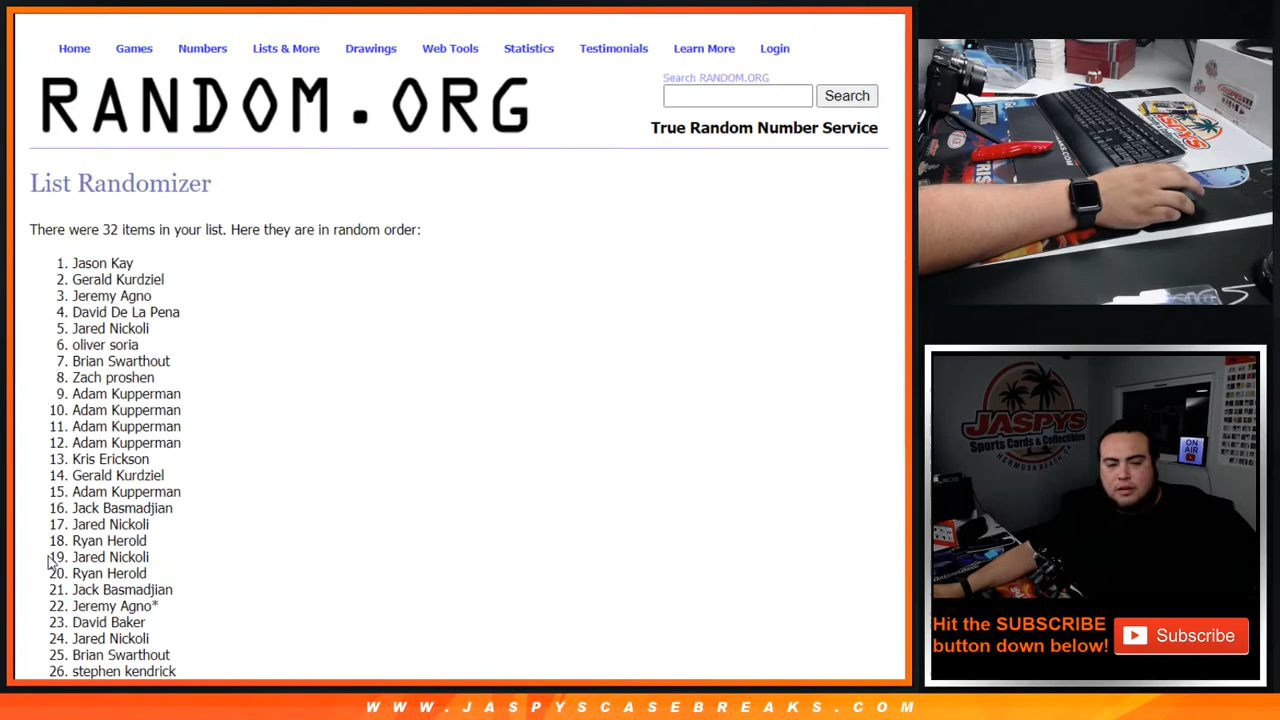 Home Games Numbers Lists & More Drawings Web Tools Statistics Testimonials Learn More Login
RANDOM.ORG
Search RANDOM.ORG
Search
True Random Number Service
List Randomizer
There were 32 items in your list. Here they are in random order:
1. Jason Kay
2. Gerald Kurdziel
3. Jeremy Agno
4. David De La Pena
5. Jared Nickoli
6. oliver soria
7. Brian Swarthout
8. Zach proshen
9. Adam Kupperman
10. Adam Kupperman
11. Adam Kupperman
12. Adam Kupperman
13. Kris Erickson
14. Gerald Kurdziel
15. Adam Kupperman
16. Jack Basmadjian
17. Jared Nickoli
18. Ryan Herold
19. Jared Nickoli
20. Ryan Herold
21. Jack Basmadjian
22. Jeremy Agno*
23. David Baker
24. Jared Nickoli
25. Brian Swarthout
26. stephen kendrick
JASPYS
JASPYS
Sports Cards & Collectibles
HERMOSA BEACH, CA
ON
AIR
Hit the SUBSCRIBE
button down below!
Subscribe
WWW.JASPYSCASEBREAKS.COM